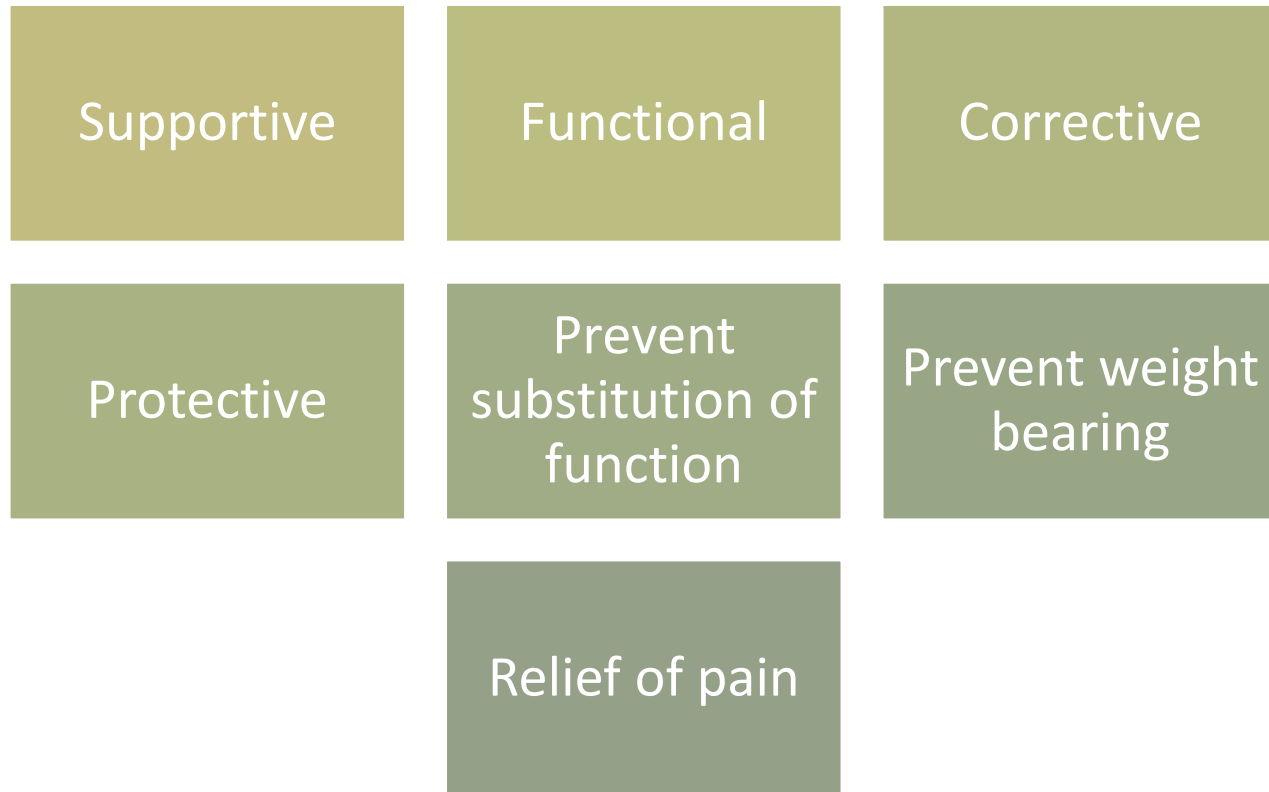 Supportive
Functional
Corrective
Protective
Prevent
substitution of
function
Prevent weight
bearing
Relief of pain